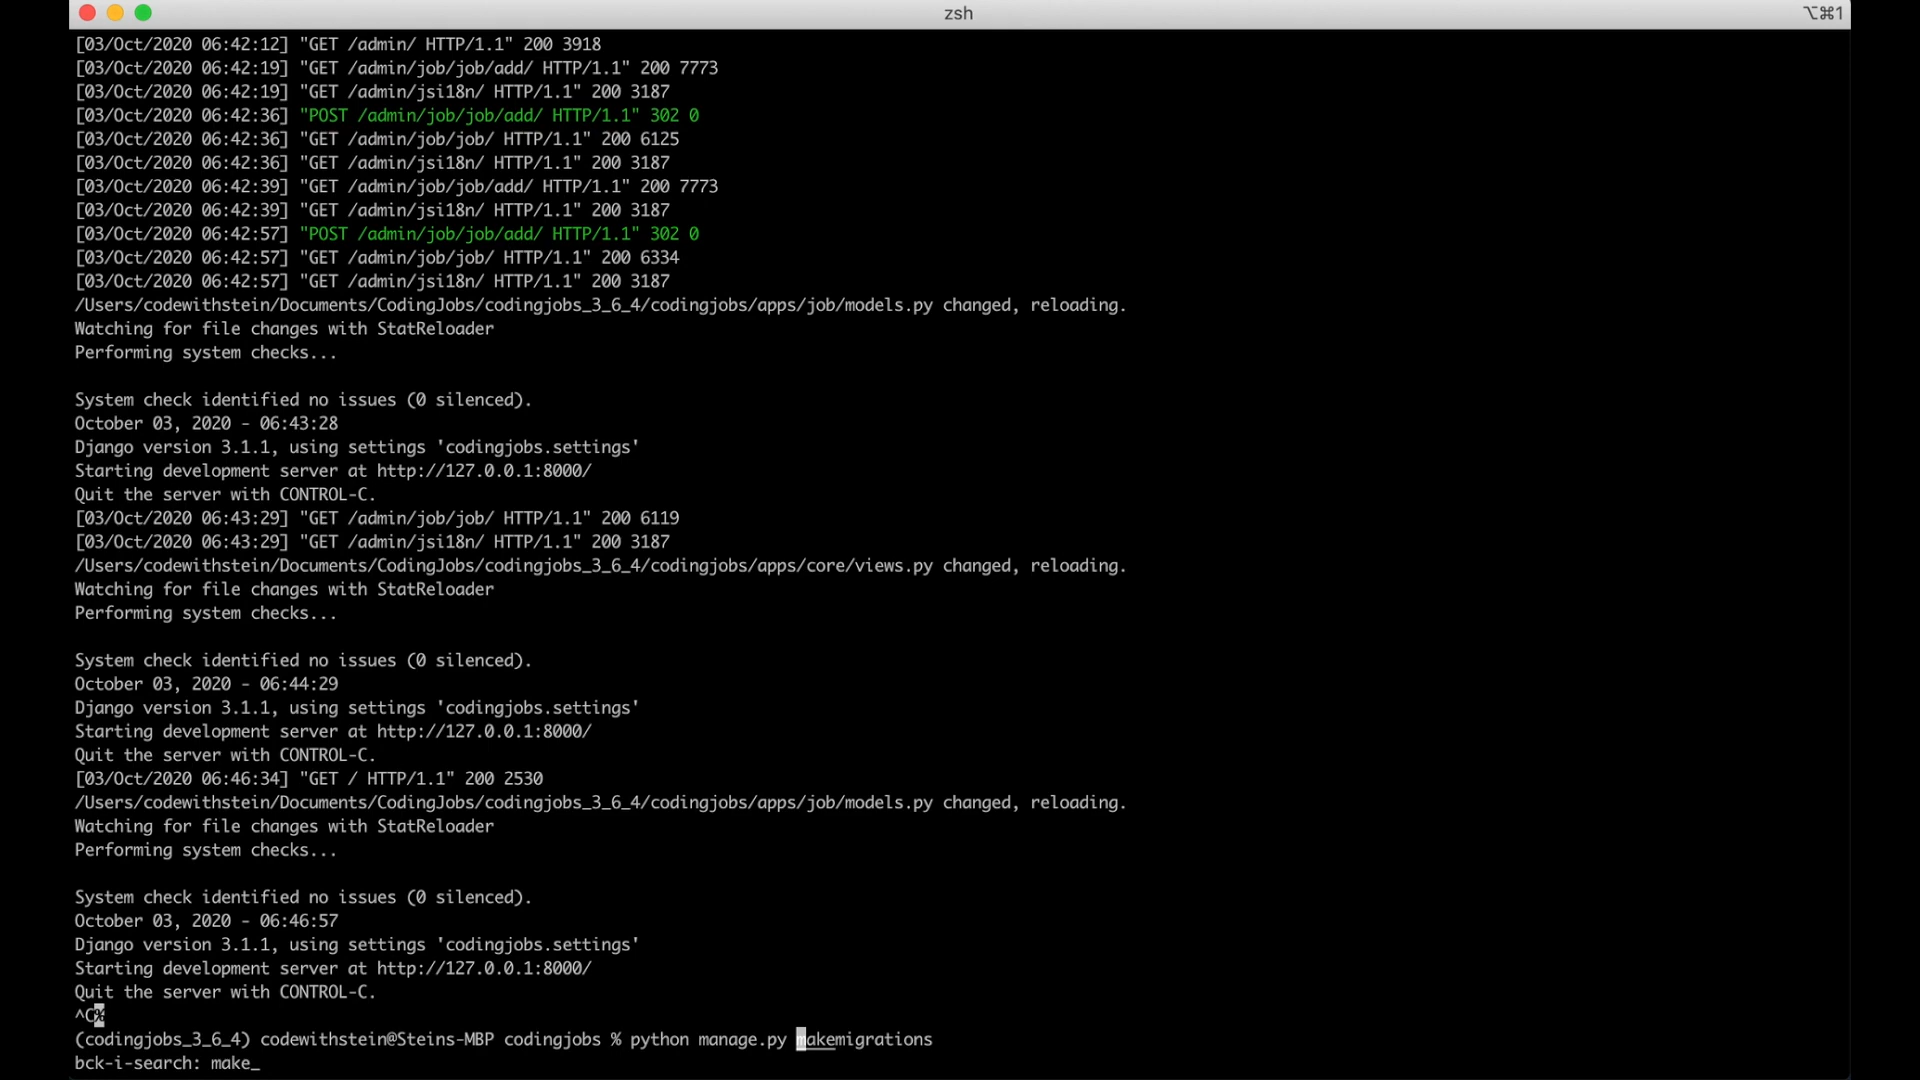 zsh
⌥⌘1
[03/Oct/2020 06:42:12] "GET /admin/ HTTP/1.1" 200 3918
[03/Oct/2020 06:42:19] "GET /admin/job/job/add/ HTTP/1.1" 200 7773
[03/Oct/2020 06:42:19] "GET /admin/jsi18n/ HTTP/1.1" 200 3187
[03/Oct/2020 06:42:36] "POST /admin/job/job/add/ HTTP/1.1" 302 0
[03/Oct/2020 06:42:36] "GET /admin/job/job/ HTTP/1.1" 200 6125
[03/Oct/2020 06:42:36] "GET /admin/jsi18n/ HTTP/1.1" 200 3187
[03/Oct/2020 06:42:39] "GET /admin/job/job/add/ HTTP/1.1" 200 7773
[03/Oct/2020 06:42:39] "GET /admin/jsi18n/ HTTP/1.1" 200 3187
[03/Oct/2020 06:42:57] "POST /admin/job/job/add/ HTTP/1.1" 302 0
[03/Oct/2020 06:42:57] "GET /admin/job/job/ HTTP/1.1" 200 6334
[03/Oct/2020 06:42:57] "GET /admin/jsi18n/ HTTP/1.1" 200 3187
/Users/codewithstein/Documents/CodingJobs/codingjobs_3_6_4/codingjobs/apps/job/models.py changed, reloading.
Watching for file changes with StatReloader
Performing system checks...
System check identified no issues (0 silenced).
October 03, 2020 - 06:43:28
Django version 3.1.1, using settings 'codingjobs.settings'
Starting development server at http://127.0.0.1:8000/
Quit the server with CONTROL-C.
[03/Oct/2020 06:43:29] "GET /admin/job/job/ HTTP/1.1" 200 6119
[03/Oct/2020 06:43:29] "GET /admin/jsi18n/ HTTP/1.1" 200 3187
/Users/codewithstein/Documents/CodingJobs/codingjobs_3_6_4/codingjobs/apps/core/views.py changed, reloading.
Watching for file changes with StatReloader
Performing system checks...
System check identified no issues (0 silenced).
October 03, 2020 - 06:44:29
Django version 3.1.1, using settings 'codingjobs.settings'
Starting development server at http://127.0.0.1:8000/
Quit the server with CONTROL-C.
[03/Oct/2020 06:46:34] "GET / HTTP/1.1" 200 2530
/Users/codewithstein/Documents/CodingJobs/codingjobs_3_6_4/codingjobs/apps/job/models.py changed, reloading.
Watching for file changes with StatReloader
Performing system checks...
System check identified no issues (0 silenced).
October 03, 2020 - 06:46:57
Django version 3.1.1, using settings 'codingjobs.settings'
Starting development server at http://127.0.0.1:8000/
Quit the server with CONTROL-C.
^C%
(codingjobs_3_6_4) codewithstein@Steins-MBP codingjobs % python manage.py makemigrations
bck-i-search: make_